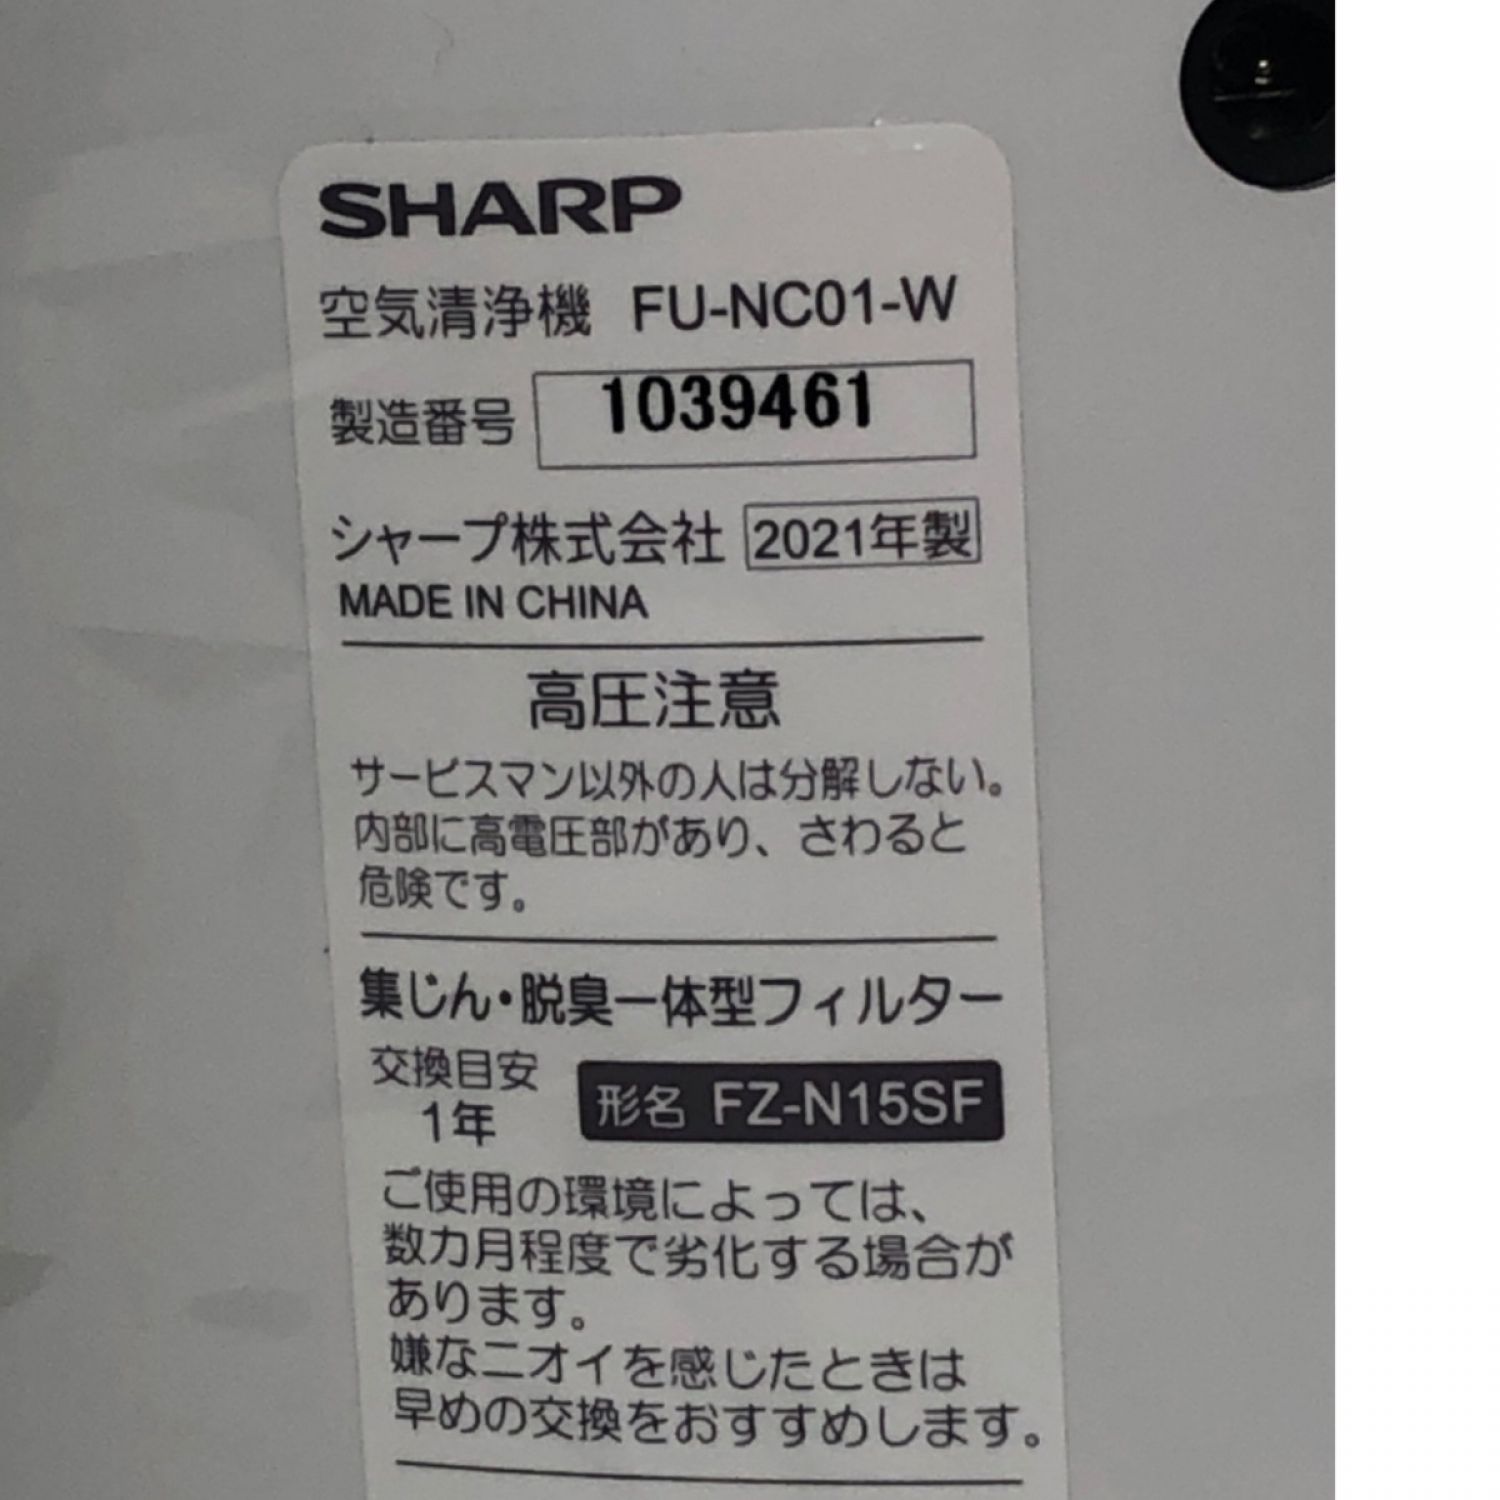 SHARP
空気清浄機 FU-NC01-W
製造番号 1039461
シャープ株式会社 2021年製
MADE IN CHINA
高圧注意
サービスマン以外の人は分解しない。
内部に高電圧部があり、さわると
危険です。
集じん・脱臭一体型フィルター
交換目安
1年
形名 FZ-N15SF
ご使用の環境によっては、
数カ月程度で劣化する場合が
あります。
嫌なニオイを感じたときは
早めの交換をおすすめします。